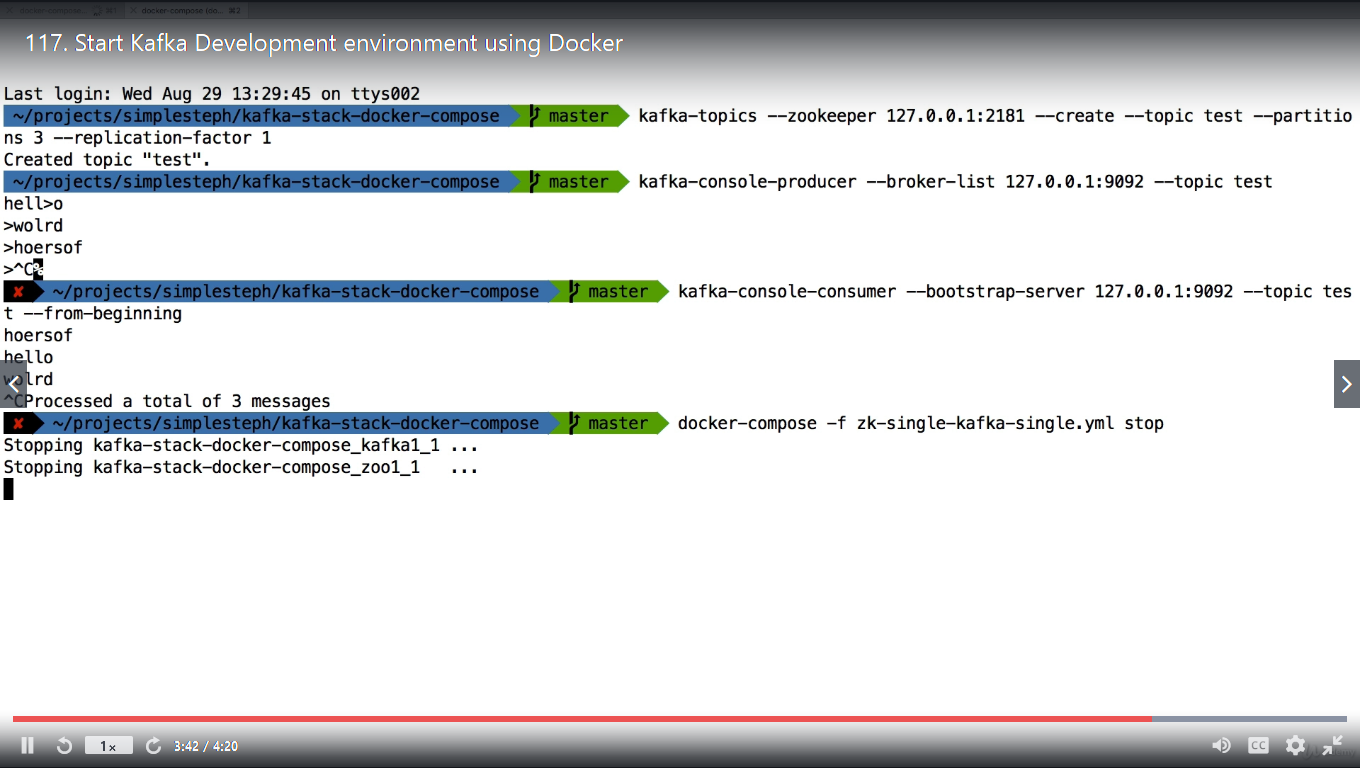 docker-compose (do... ⌘2
117. Start Kafka Development environment using Docker
Last login: Wed Aug 29 13:29:45 on ttys002
~/projects/simplesteph/kafka-stack-docker-compose master kafka-topics --zookeeper 127.0.0.1:2181 --create --topic test --partitio
ns 3 --replication-factor 1
Created topic "test".
~/projects/simplesteph/kafka-stack-docker-compose master kafka-console-producer --broker-list 127.0.0.1:9092 --topic test
hell>o
>wolrd
>hoersof
>^C%
✘ ~/projects/simplesteph/kafka-stack-docker-compose master kafka-console-consumer --bootstrap-server 127.0.0.1:9092 --topic tes
t --from-beginning
hoersof
hello
wolrd
^CProcessed a total of 3 messages
✘ ~/projects/simplesteph/kafka-stack-docker-compose master docker-compose -f zk-single-kafka-single.yml stop
Stopping kafka-stack-docker-compose_kafka1_1 ...
Stopping kafka-stack-docker-compose_zoo1_1 ...
1x 3:42 / 4:20 CC